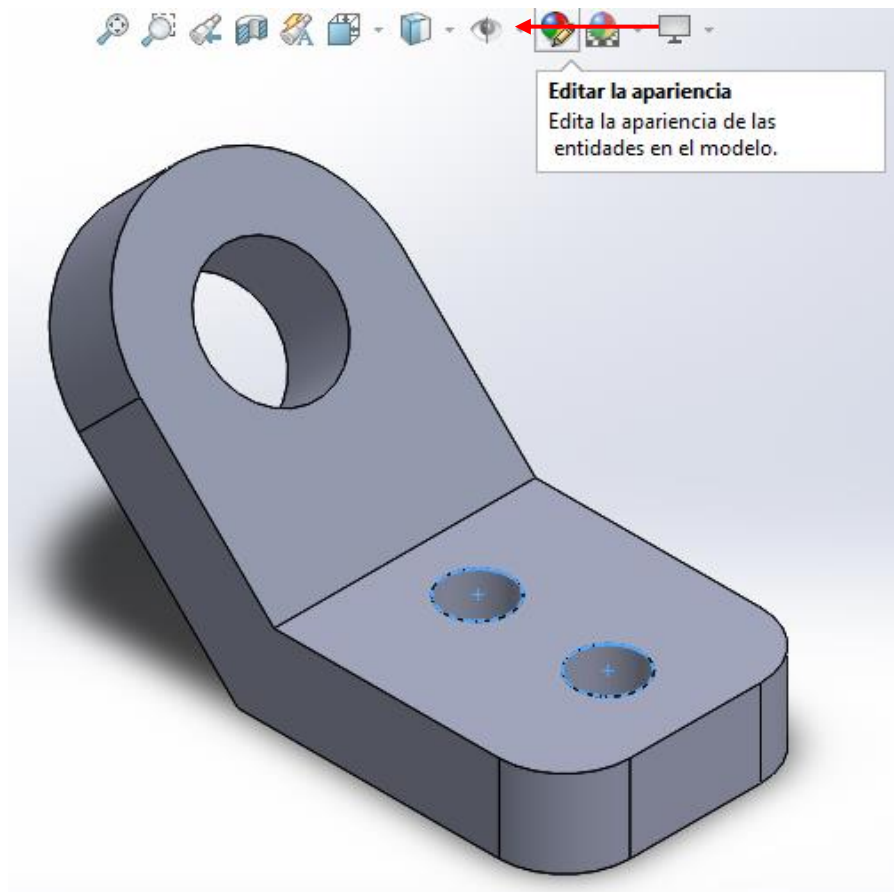 Editar la apariencia
Edita la apariencia de las
entidades en el modelo.